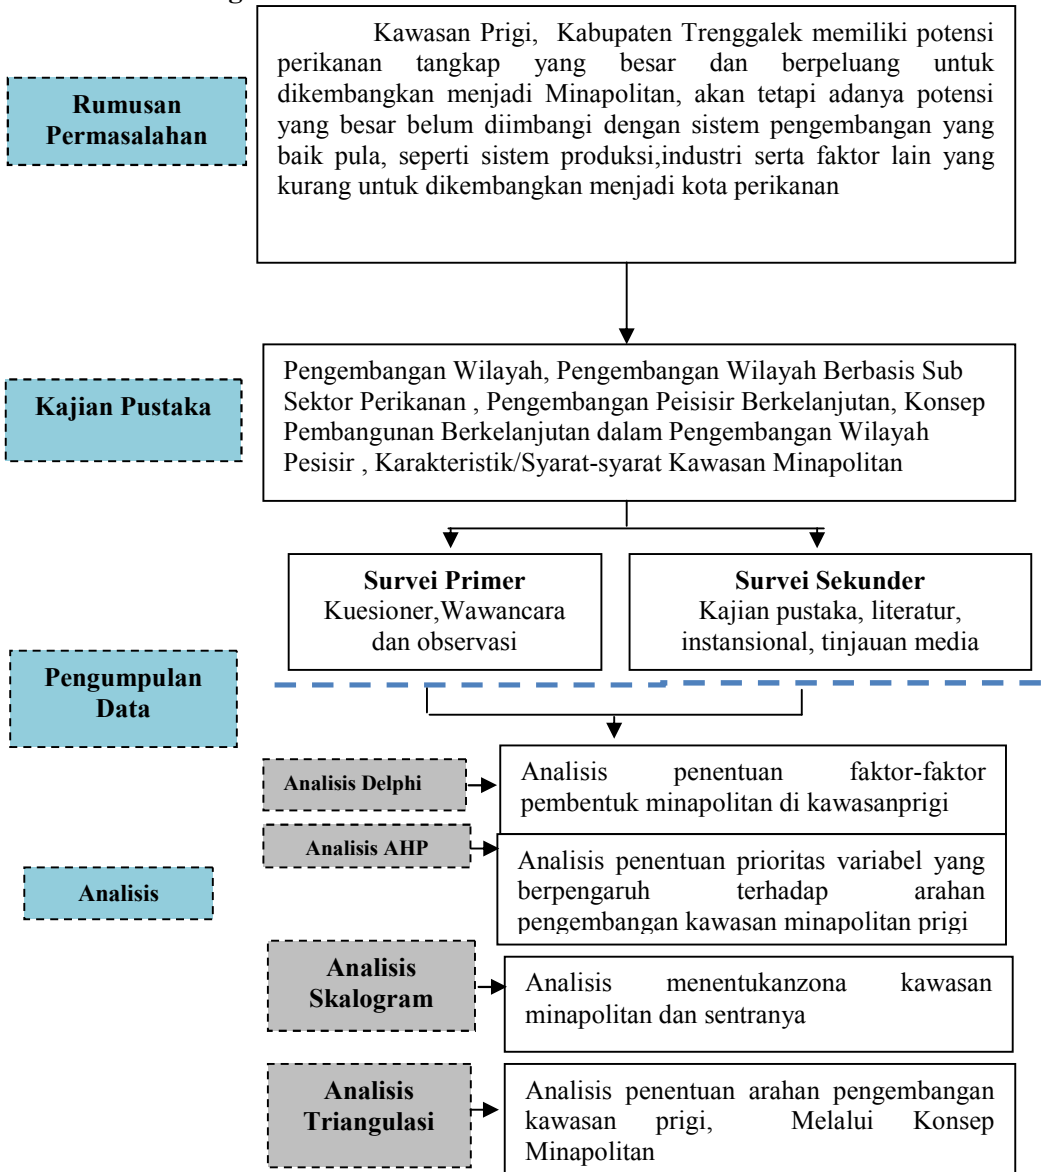 Kawasan Prigi, Kabupaten Trenggalek memiliki potensi
perikanan tangkap yang besar dan berpeluang untuk
dikembangkan menjadi Minapolitan, akan tetapi adanya potensi
yang besar belum diimbangi dengan sistem pengembangan yang
baik pula, seperti sistem produksi,industri serta faktor lain yang
kurang untuk dikembangkan menjadi kota perikanan
Rumusan
Permasalahan
Kajian Pustaka
Pengembangan Wilayah, Pengembangan Wilayah Berbasis Sub
Sektor Perikanan , Pengembangan Peisisir Berkelanjutan, Konsep
Pembangunan Berkelanjutan dalam Pengembangan Wilayah
Pesisir , Karakteristik/Syarat-syarat Kawasan Minapolitan
Survei Primer
Kuesioner,Wawancara
dan observasi
Survei Sekunder
Kajian pustaka, literatur,
instansional, tinjauan media
Pengumpulan
Data
Analisis Delphi
Analisis penentuan faktor-faktor
pembentuk minapolitan di kawasanprigi
Analisis AHP
Analisis penentuan prioritas variabel yang
berpengaruh terhadap arahan
pengembangan kawasan minapolitan prigi
Analisis
Analisis
Skalogram
Analisis menentukanzona kawasan
minapolitan dan sentranya
Analisis
Triangulasi
Analisis penentuan arahan pengembangan
kawasan prigi, Melalui Konsep
Minapolitan